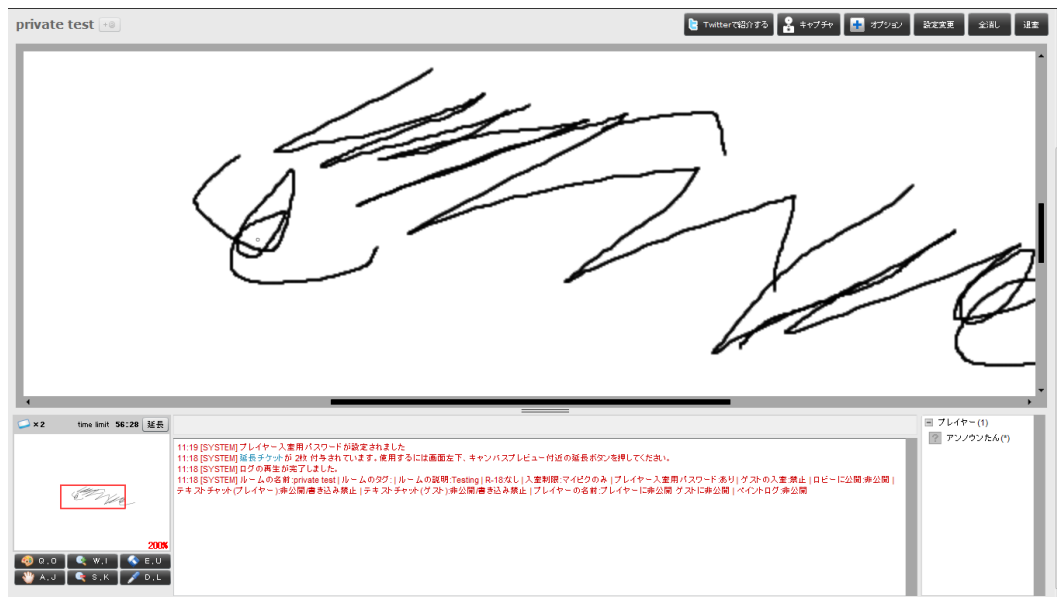 private test
Twitterで紹介する
キャプチャ
オプション
設定変更
全消し
退室
×2 time limit 56:28 延長
200%
Q,O W,I E,U
A,J S,K D,L
11:19 [SYSTEM] プレイヤー入室用パスワードが設定されました
11:18 [SYSTEM] 延長チケットが 2枚 付与されています。使用するには画面左下、キャンバスプレビュー付近の延長ボタンを押してください。
11:18 [SYSTEM] ログの再生が完了しました。
11:18 [SYSTEM] ルームの名前:private test | ルームのタグ: | ルームの説明:Testing | R-18:なし | 入室制限:マイピクのみ | プレイヤー入室用パスワード:あり | ゲストの入室:禁止 | ロビーに公開:非公開 |
テキストチャット(プレイヤー):非公開/書き込み禁止 | テキストチャット(ゲスト):非公開/書き込み禁止 | プレイヤーの名前:プレイヤーに非公開 ゲストに非公開 | ペイントログ:非公開
プレイヤー(1)
アンノウンたん(*)